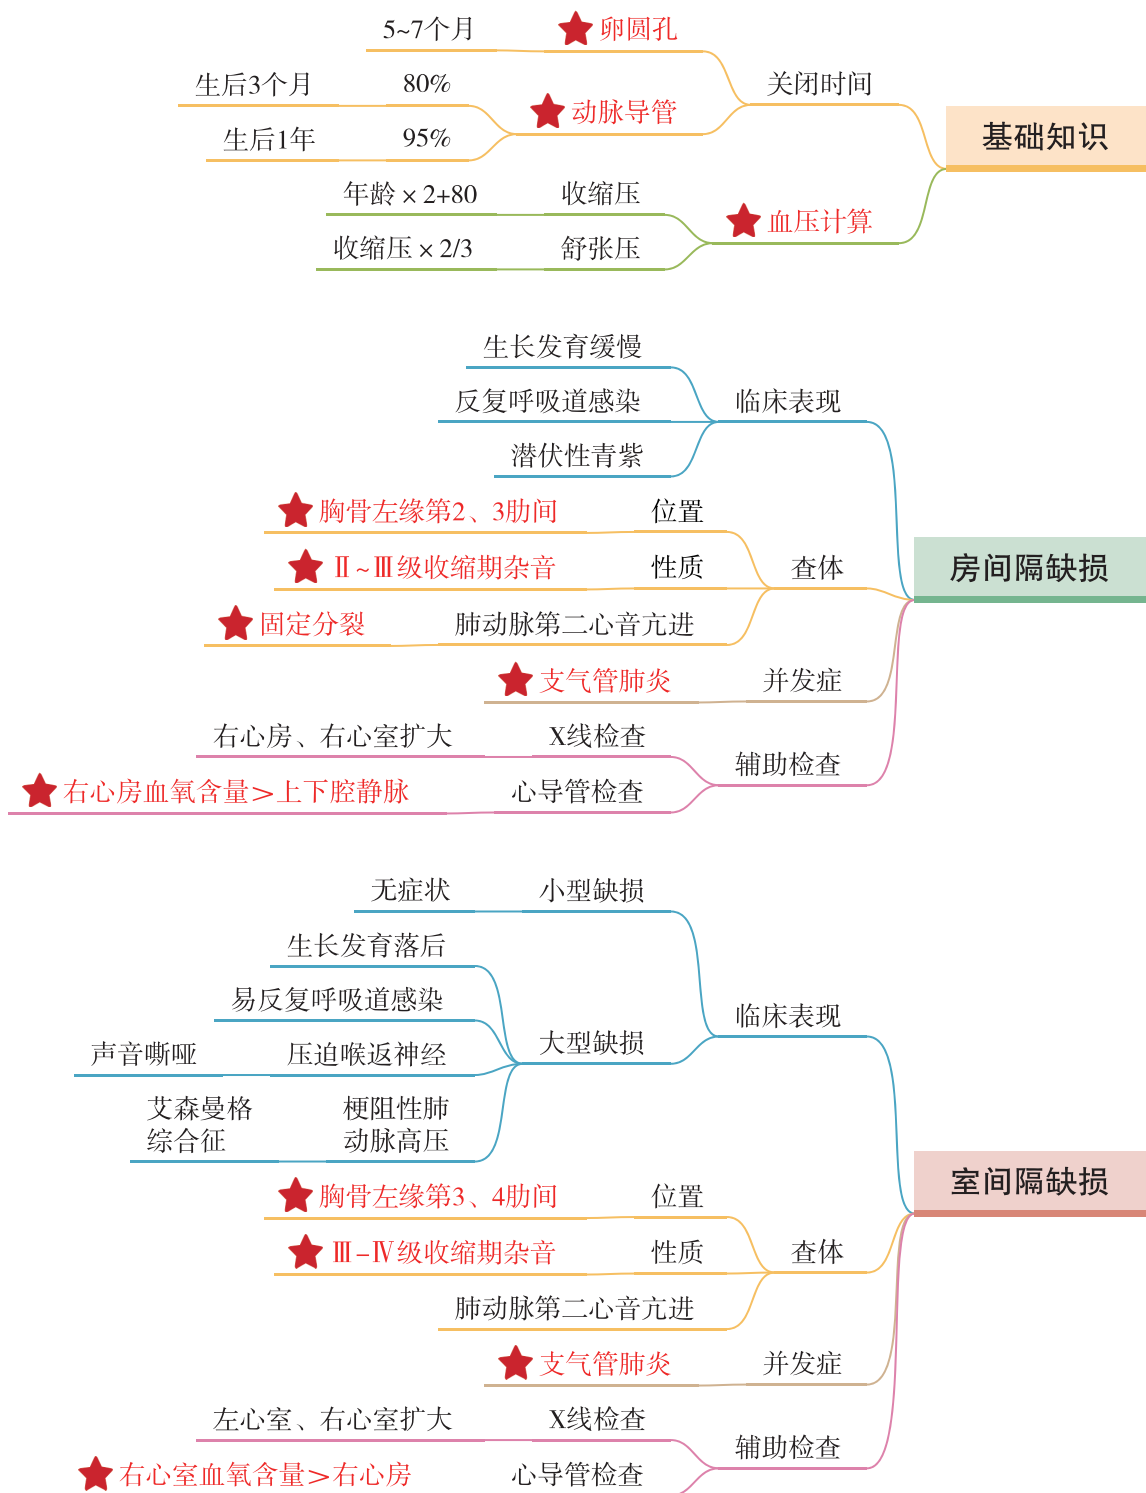 5~7个月 ★卵圆孔
关闭时间
生后3个月 80%
★动脉导管
生后1年 95%
基础知识
年龄×2+80 收缩压
★血压计算
收缩压×2/3 舒张压
生长发育缓慢
反复呼吸道感染 临床表现
潜伏性青紫
★胸骨左缘第2、3肋间 位置
★Ⅱ~Ⅲ级收缩期杂音 性质 查体
房间隔缺损
★固定分裂 肺动脉第二心音亢进
★支气管肺炎 并发症
右心房、右心室扩大 X线检查
辅助检查
★右心房血氧含量>上下腔静脉 心导管检查
无症状 小型缺损
生长发育落后
易反复呼吸道感染
临床表现
大型缺损
声音嘶哑 压迫喉返神经
艾森曼格 梗阻性肺
综合征 动脉高压
室间隔缺损
★胸骨左缘第3、4肋间 位置
★Ⅲ-Ⅳ级收缩期杂音 性质 查体
肺动脉第二心音亢进
★支气管肺炎 并发症
左心室、右心室扩大 X线检查
辅助检查
★右心室血氧含量>右心房 心导管检查